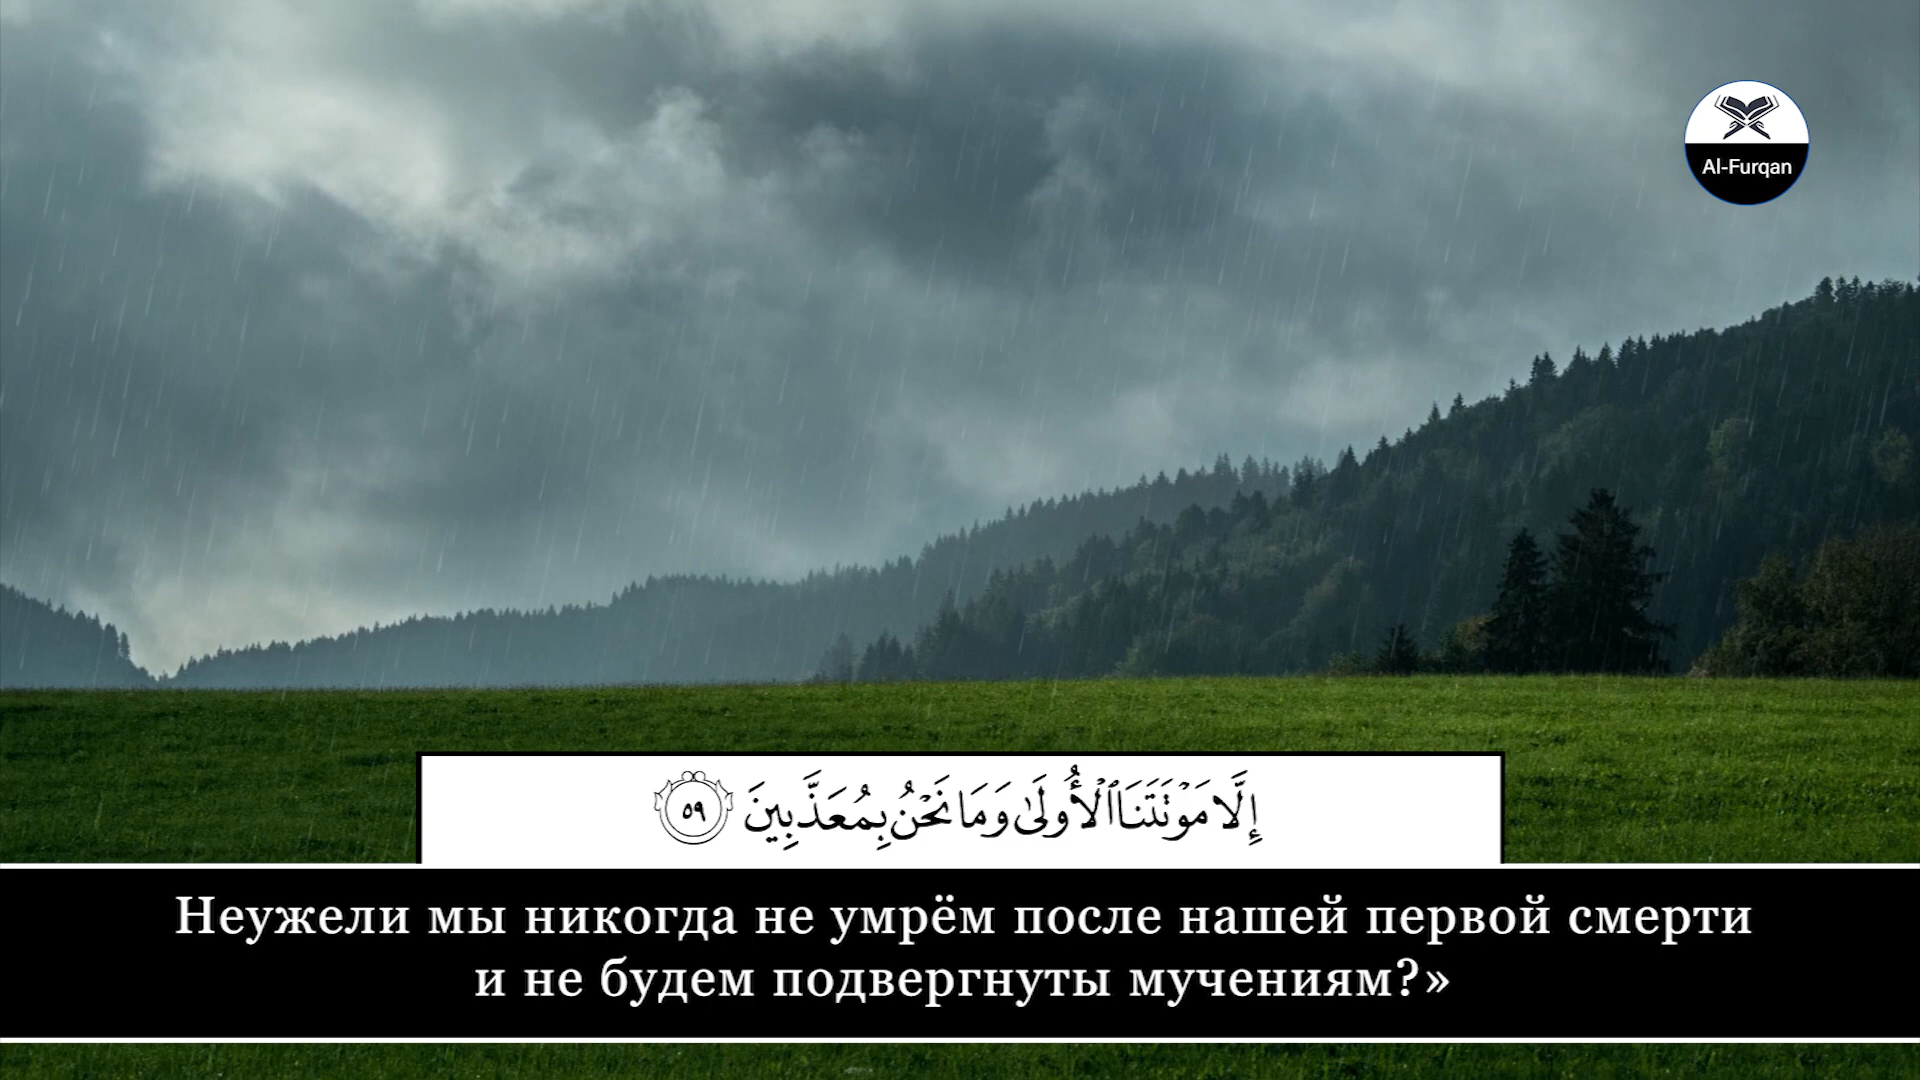 Al-Furqan
إِلَّا مَوْتَتَنَا ٱلْأُولَىٰ وَمَا نَحْنُ بِمُعَذَّبِينَ ٥٩
Неужели мы никогда не умрём после нашей первой смерти
и не будем подвергнуты мучениям?»